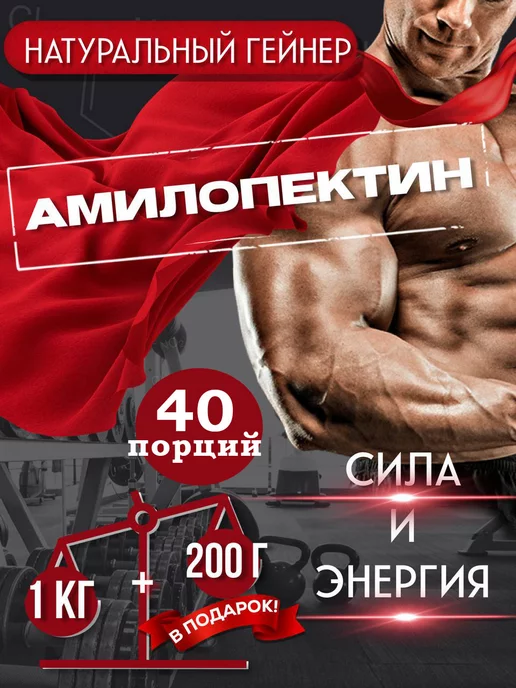 НАТУРАЛЬНЫЙ ГЕЙНЕР
АМИЛОПЕКТИН
40
порций
СИЛА
И
ЭНЕРГИЯ
1 КГ + 200 Г
В ПОДАРОК!